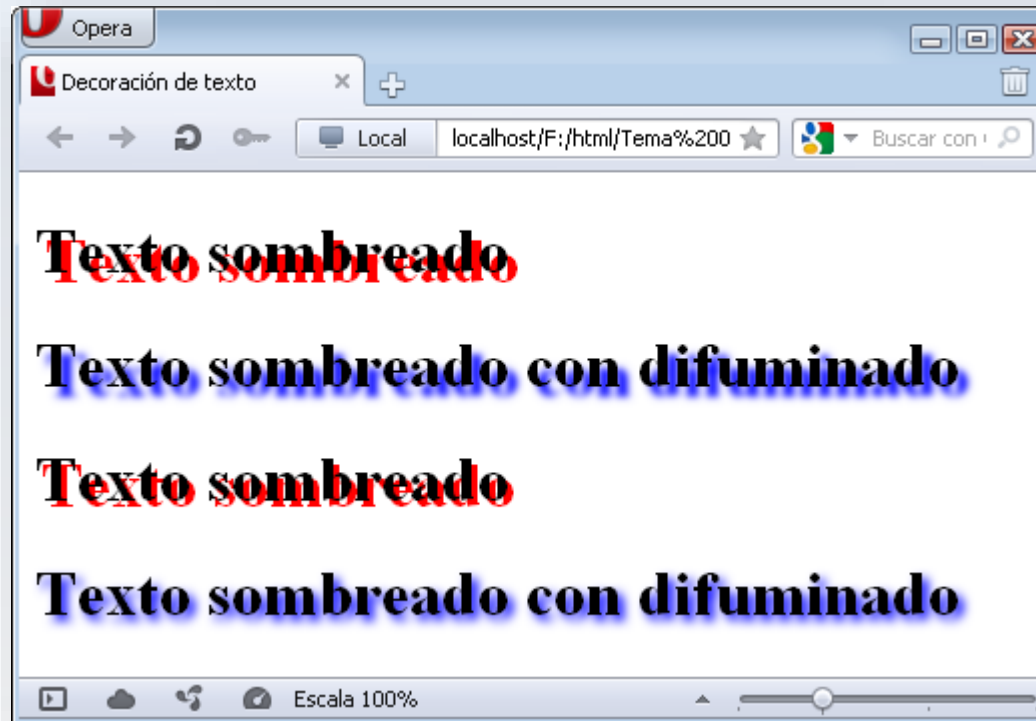 Opera
Decoración de texto
Local localhost/F:/html/Tema%200 Buscar con
Texto sombreado
Texto sombreado con difuminado
Texto sombreado
Texto sombreado con difuminado
Escala 100%